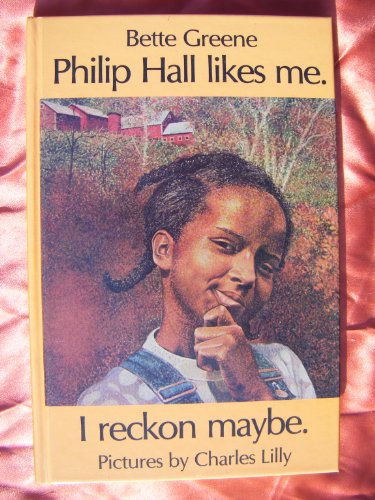 Bette Greene
Philip Hall likes me.
I reckon maybe.
Pictures by Charles Lilly